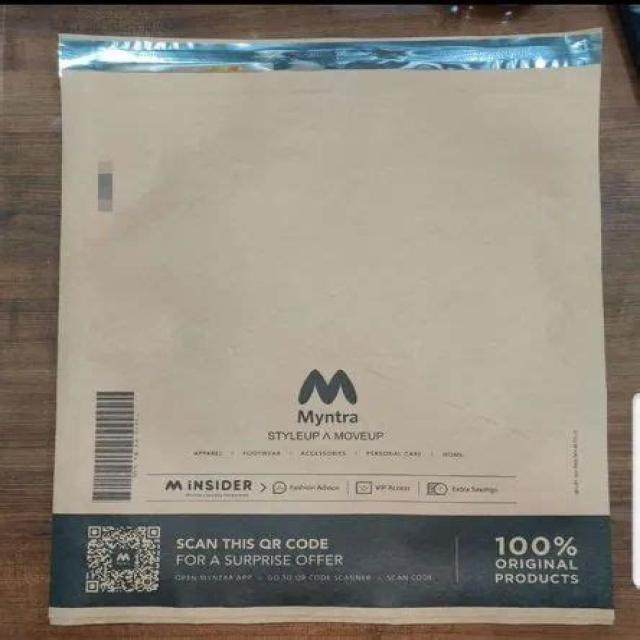 Myntra
STYLEUP Λ MOVEUP
APPAREL / FOOTWEAR / ACCESSORIES / PERSONAL CARE / HOME
M iNSIDER > Fashion Advice | VIP Access | Extra Savings
SCAN THIS QR CODE
FOR A SURPRISE OFFER
OPEN MYNTRA APP > GO TO QR CODE SCANNER > SCAN CODE
100%
ORIGINAL
PRODUCTS